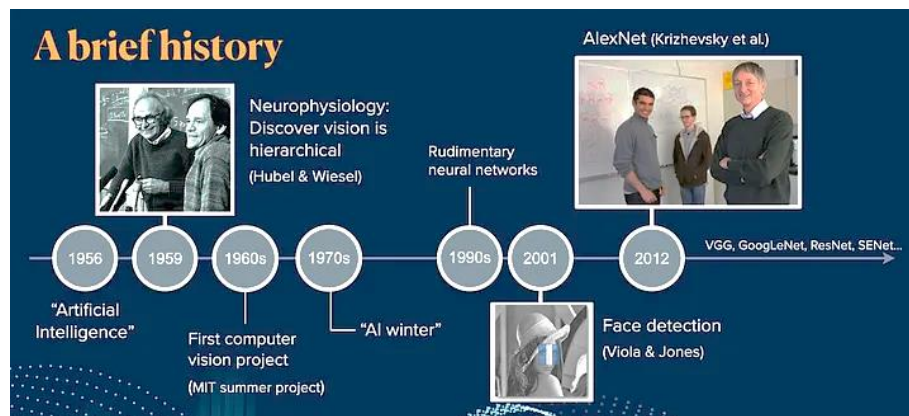 A brief history
AlexNet (Krizhevsky et al.)
Neurophysiology:
Discover vision is
hierarchical
(Hubel & Wiesel)
Rudimentary
neural networks
1956
1959
1960s
1970s
1990s
2001
2012
VGG, GoogLeNet, ResNet, SENet...
“Artificial
Intelligence”
First computer
vision project
(MIT summer project)
“AI winter”
Face detection
(Viola & Jones)